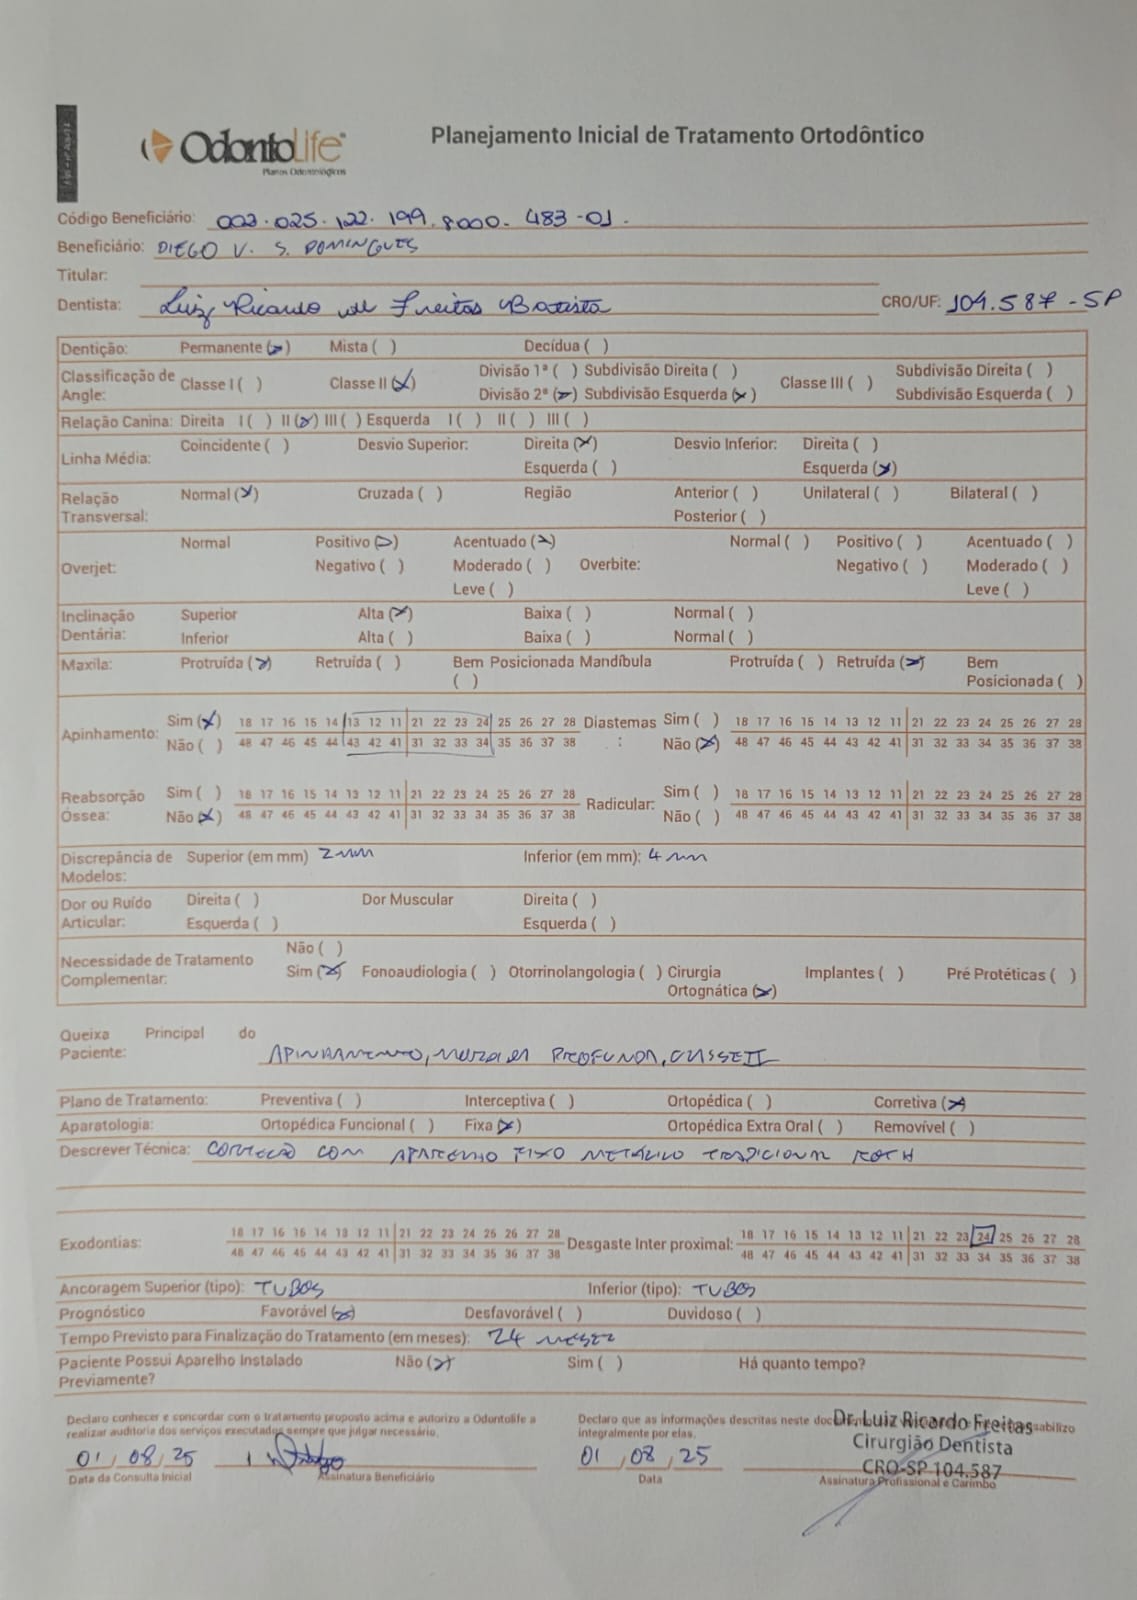 OdontoLife®
Planos Odontológicos
Planejamento Inicial de Tratamento Ortodôntico
Código Beneficiário: 002.025.122.199.8000-483-01.
Beneficiário: DIEGO V. S. DOMINGUES
Titular:
Dentista: Luiz Ricardo de Freitas Batista CRO/UF: 104.587-SP
Dentição: Permanente (x) Mista ( ) Decídua ( )
Classificação de Angle: Classe I ( ) Classe II (x) Divisão 1ª ( ) Subdivisão Direita ( ) Classe III ( ) Subdivisão Direita ( )
Divisão 2ª (x) Subdivisão Esquerda (x) Subdivisão Esquerda ( )
Relação Canina: Direita I ( ) II (x) III ( ) Esquerda I ( ) II ( ) III ( )
Linha Média: Coincidente ( ) Desvio Superior: Direita (x) Desvio Inferior: Direita ( )
Esquerda ( ) Esquerda (x)
Relação Transversal: Normal (x) Cruzada ( ) Região Anterior ( ) Unilateral ( ) Bilateral ( )
Posterior ( )
Overjet: Normal Positivo (x) Acentuado (x) Overbite: Normal ( ) Positivo ( ) Acentuado ( )
Negativo ( ) Moderado ( ) Negativo ( ) Moderado ( )
Leve ( ) Leve ( )
Inclinação Dentária: Superior Alta (x) Baixa ( ) Normal ( )
Inferior Alta ( ) Baixa ( ) Normal ( )
Maxila: Protruída (x) Retruída ( ) Bem Posicionada ( ) Mandíbula Protruída ( ) Retruída (x) Bem Posicionada ( )
Apinhamento: Sim (x) 18 17 16 15 14 13 12 11 21 22 23 24 25 26 27 28 Diastemas: Sim ( ) 18 17 16 15 14 13 12 11 21 22 23 24 25 26 27 28
Não ( ) 48 47 46 45 44 43 42 41 31 32 33 34 35 36 37 38 Não (x) 48 47 46 45 44 43 42 41 31 32 33 34 35 36 37 38
Reabsorção Óssea: Sim ( ) 18 17 16 15 14 13 12 11 21 22 23 24 25 26 27 28 Radicular: Sim ( ) 18 17 16 15 14 13 12 11 21 22 23 24 25 26 27 28
Não (x) 48 47 46 45 44 43 42 41 31 32 33 34 35 36 37 38 Não ( ) 48 47 46 45 44 43 42 41 31 32 33 34 35 36 37 38
Discrepância de Modelos: Superior (em mm) 2mm Inferior (em mm): 4 mm
Dor ou Ruído Articular: Direita ( ) Dor Muscular Direita ( )
Esquerda ( ) Esquerda ( )
Necessidade de Tratamento Complementar: Não ( )
Sim (x) Fonoaudiologia ( ) Otorrinolangologia ( ) Cirurgia Ortognática (x) Implantes ( ) Pré Protéticas ( )
Queixa Principal do Paciente: APINHAMENTO, MORDIDA PROFUNDA, CLASSE II
Plano de Tratamento: Preventiva ( ) Interceptiva ( ) Ortopédica ( ) Corretiva (x)
Aparatologia: Ortopédica Funcional ( ) Fixa (x) Ortopédica Extra Oral ( ) Removível ( )
Descrever Técnica: CORREÇÃO COM APARELHO FIXO METÁLICO TRADICIONAL ROTH
Exodontias: 18 17 16 15 14 13 12 11 21 22 23 24 25 26 27 28 Desgaste Inter proximal: 18 17 16 15 14 13 12 11 21 22 23 24 25 26 27 28
48 47 46 45 44 43 42 41 31 32 33 34 35 36 37 38 48 47 46 45 44 43 42 41 31 32 33 34 35 36 37 38
Ancoragem Superior (tipo): TUBOS Inferior (tipo): TUBOS
Prognóstico Favorável (x) Desfavorável ( ) Duvidoso ( )
Tempo Previsto para Finalização do Tratamento (em meses): 24 MESES
Paciente Possui Aparelho Instalado Previamente? Não (x) Sim ( ) Há quanto tempo?
Declaro conhecer e concordar com o tratamento proposto acima e autorizo a Odontolife a
realizar auditoria dos serviços executados sempre que julgar necessário.
01/08/25
Data da Consulta Inicial Assinatura Beneficiário
Declaro que as informações descritas neste doc
integralmente por elas.
01/08/25
Data
Dr. Luiz Ricardo Freitas
Cirurgião Dentista
CRO-SP 104.587
Assinatura Profissional e Carimbo